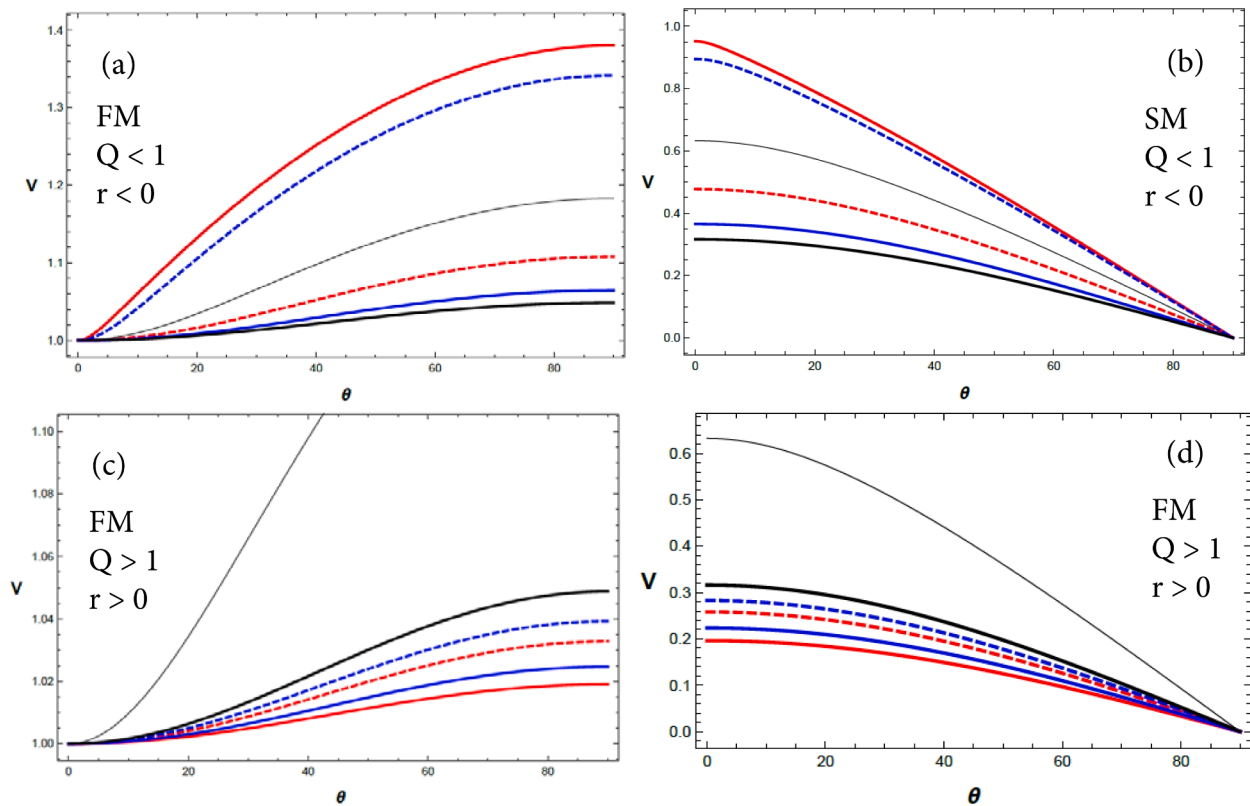 (a)
FM
Q < 1
r < 0
V
1.4
1.3
1.2
1.1
1.0
0 20 40 60 80
θ
(b)
SM
Q < 1
r < 0
V
1.0
0.8
0.6
0.4
0.2
0.0
0 20 40 60 80
θ
(c)
FM
Q > 1
r > 0
V
1.10
1.08
1.06
1.04
1.02
1.00
0 20 40 60 80
θ
(d)
FM
Q > 1
r > 0
V
0.6
0.5
0.4
0.3
0.2
0.1
0.0
0 20 40 60 80
θ